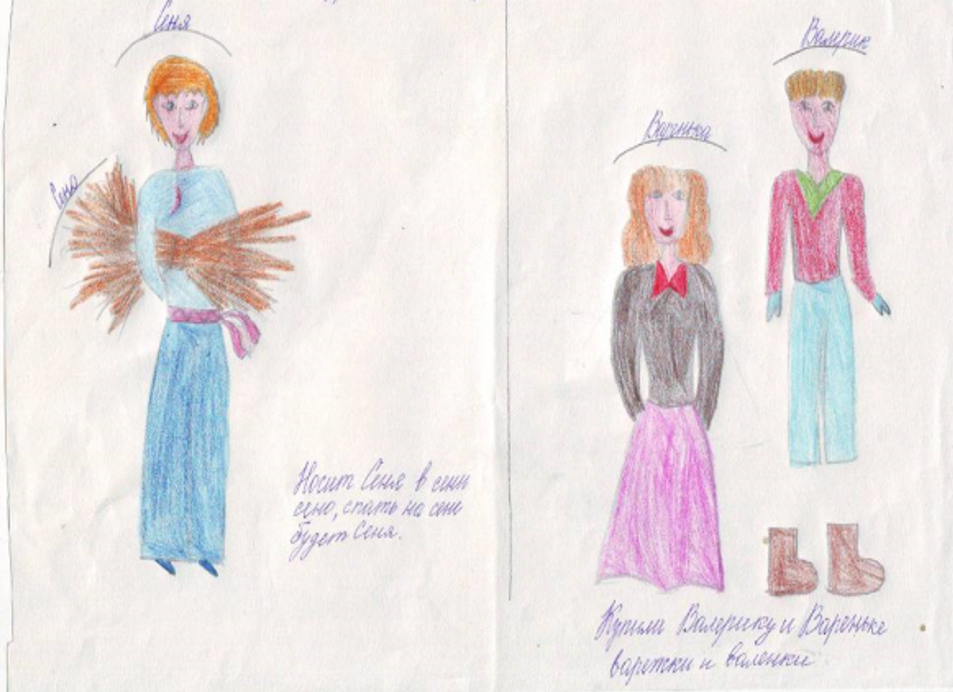 Сеня
Сено
Носит Сеня в сени
сено, спать на сене
будет Сеня.
Валерик
Варенька
Купили Валерику и Вареньке
варежки и валенки